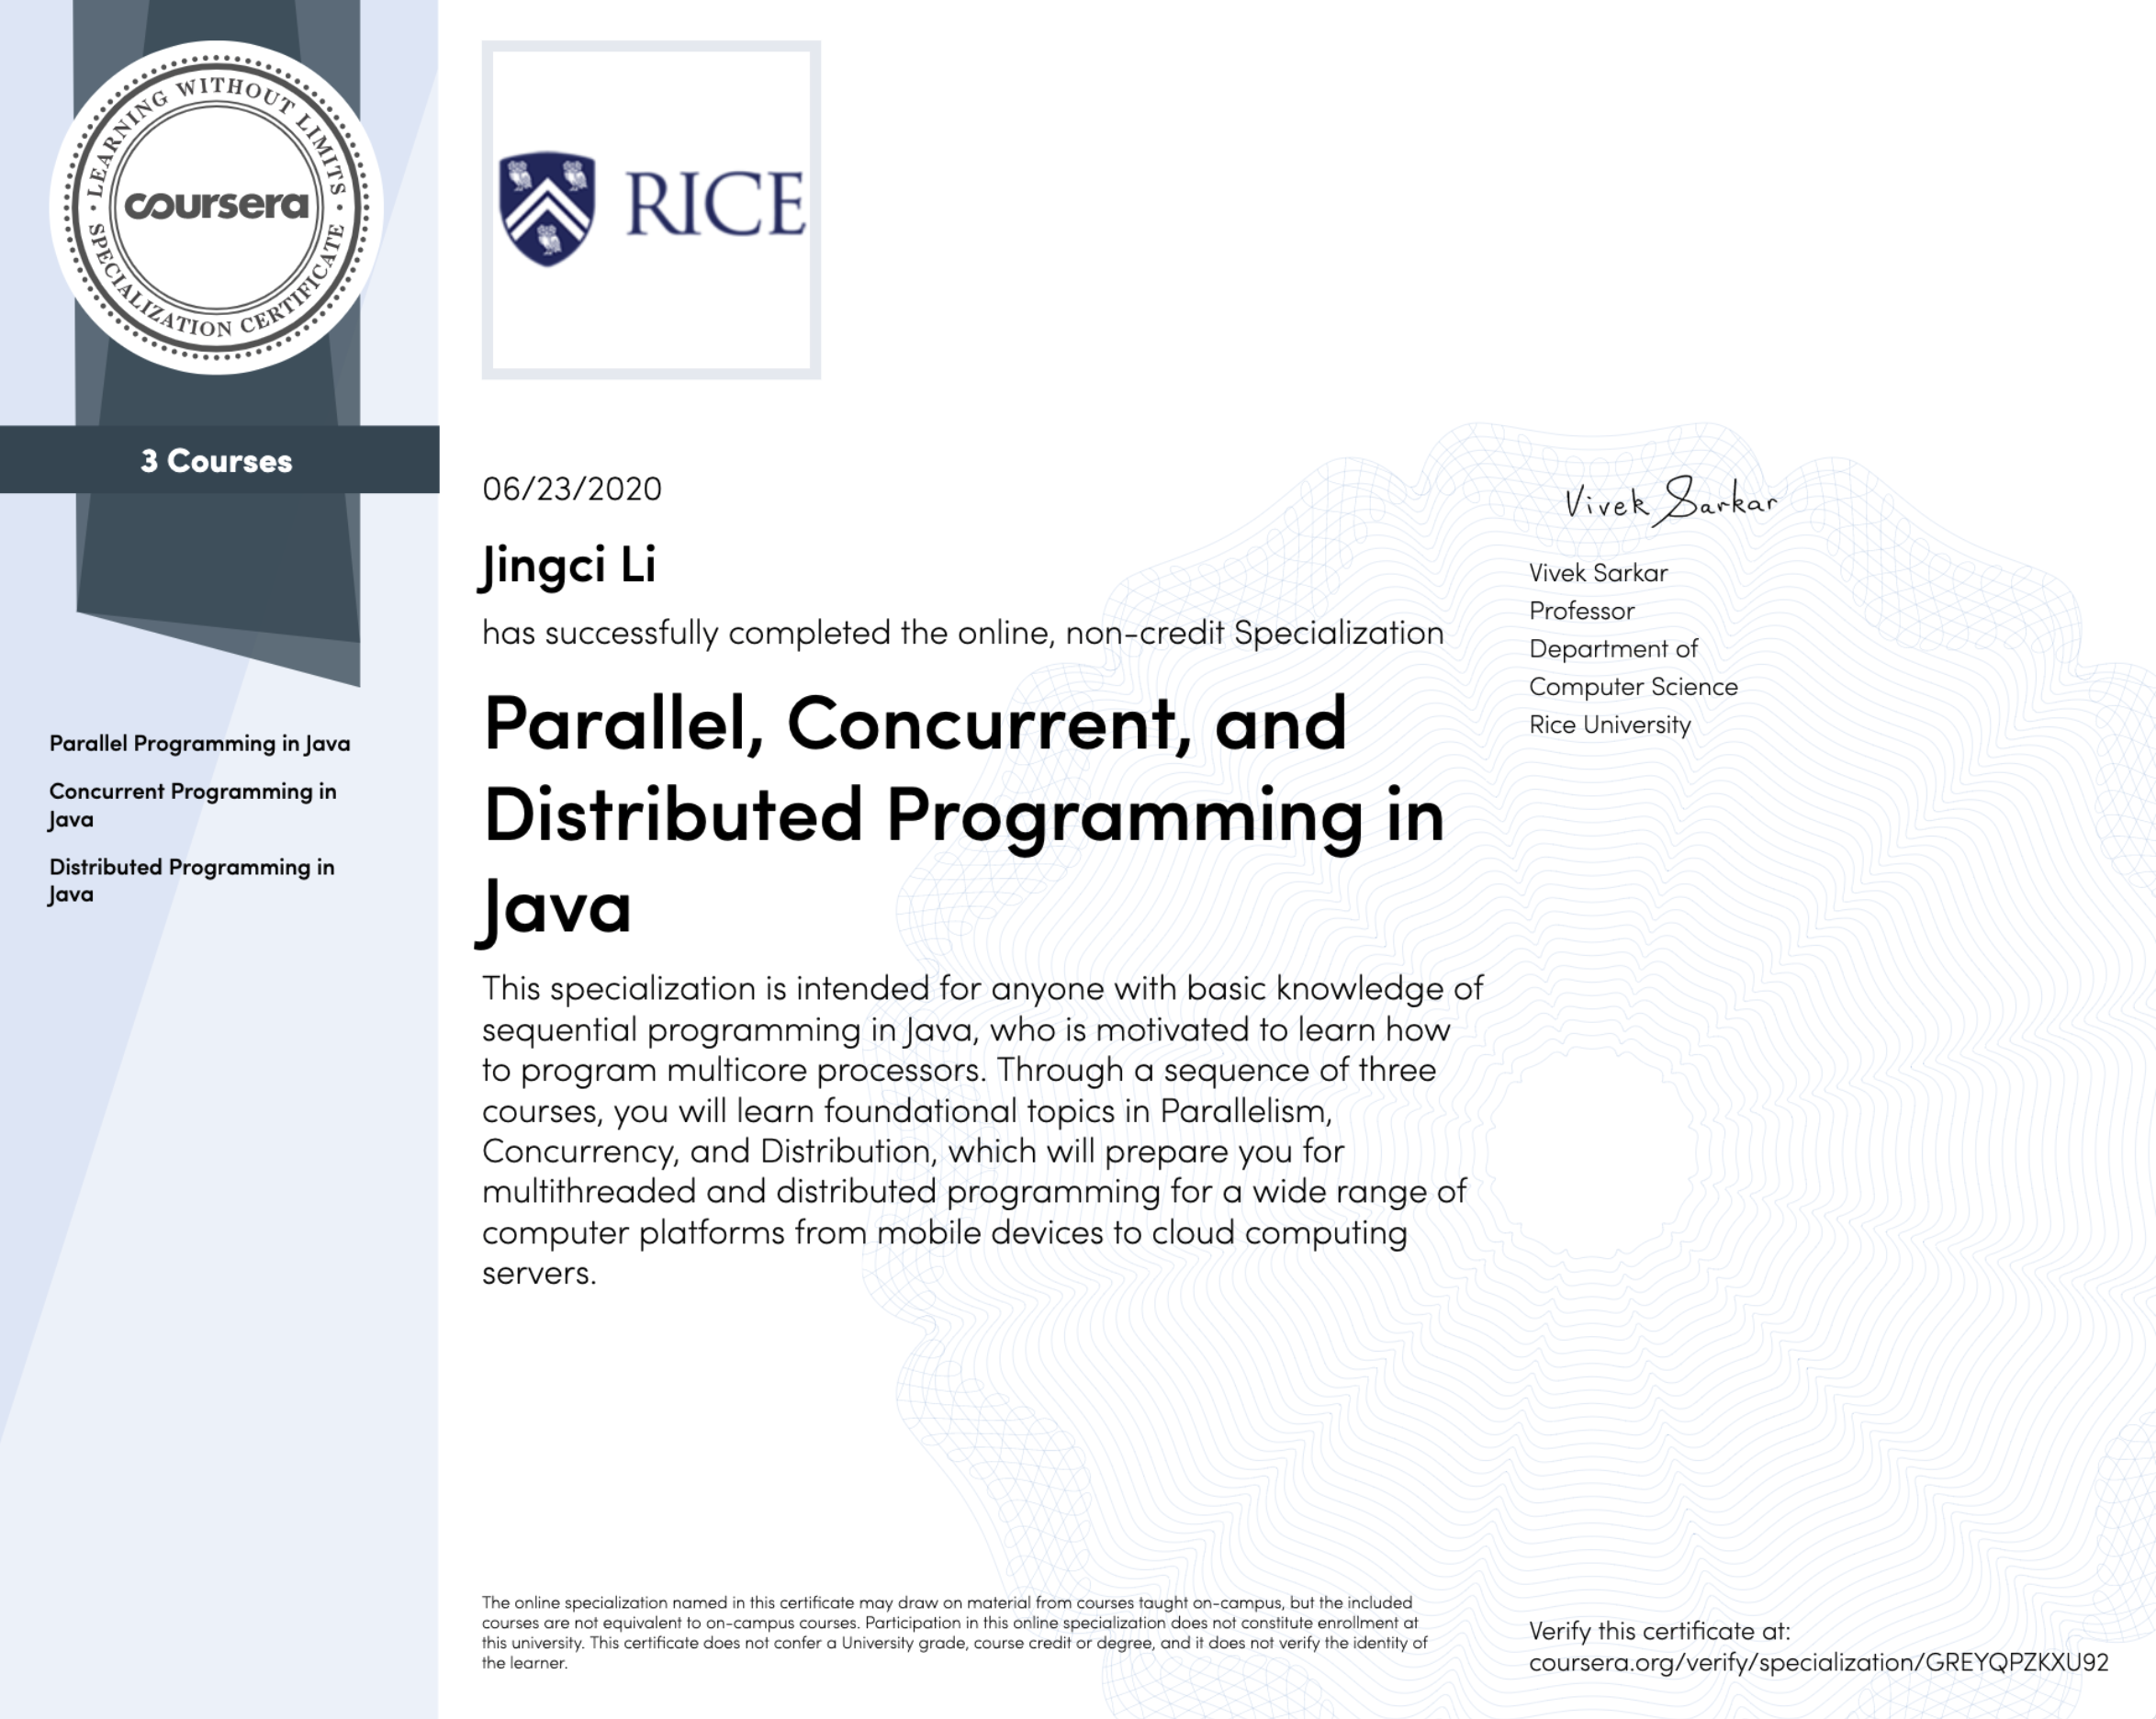 LEARNING WITHOUT LIMITS
coursera
SPECIALIZATION CERTIFICATE
3 Courses
Parallel Programming in Java
Concurrent Programming in
Java
Distributed Programming in
Java
RICE
06/23/2020
Jingci Li
has successfully completed the online, non-credit Specialization
Parallel, Concurrent, and
Distributed Programming in
Java
This specialization is intended for anyone with basic knowledge of
sequential programming in Java, who is motivated to learn how
to program multicore processors. Through a sequence of three
courses, you will learn foundational topics in Parallelism,
Concurrency, and Distribution, which will prepare you for
multithreaded and distributed programming for a wide range of
computer platforms from mobile devices to cloud computing
servers.
Vivek Sarkar
Vivek Sarkar
Professor
Department of
Computer Science
Rice University
The online specialization named in this certificate may draw on material from courses taught on-campus, but the included
courses are not equivalent to on-campus courses. Participation in this online specialization does not constitute enrollment at
this university. This certificate does not confer a University grade, course credit or degree, and it does not verify the identity of
the learner.
Verify this certificate at:
coursera.org/verify/specialization/GREYQPZKXU92